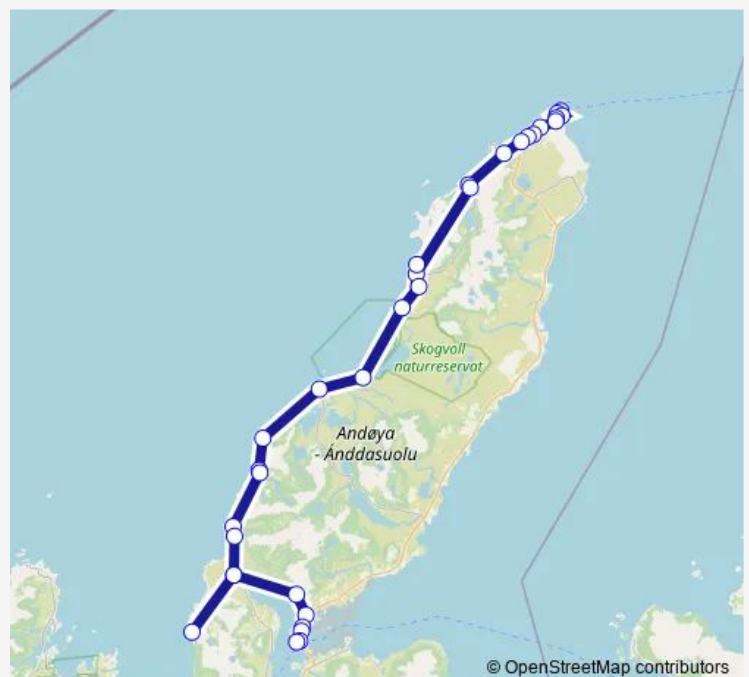 Skogvoll
naturreservat
Andøya
- Ánddasuolu
© OpenStreetMap contributors